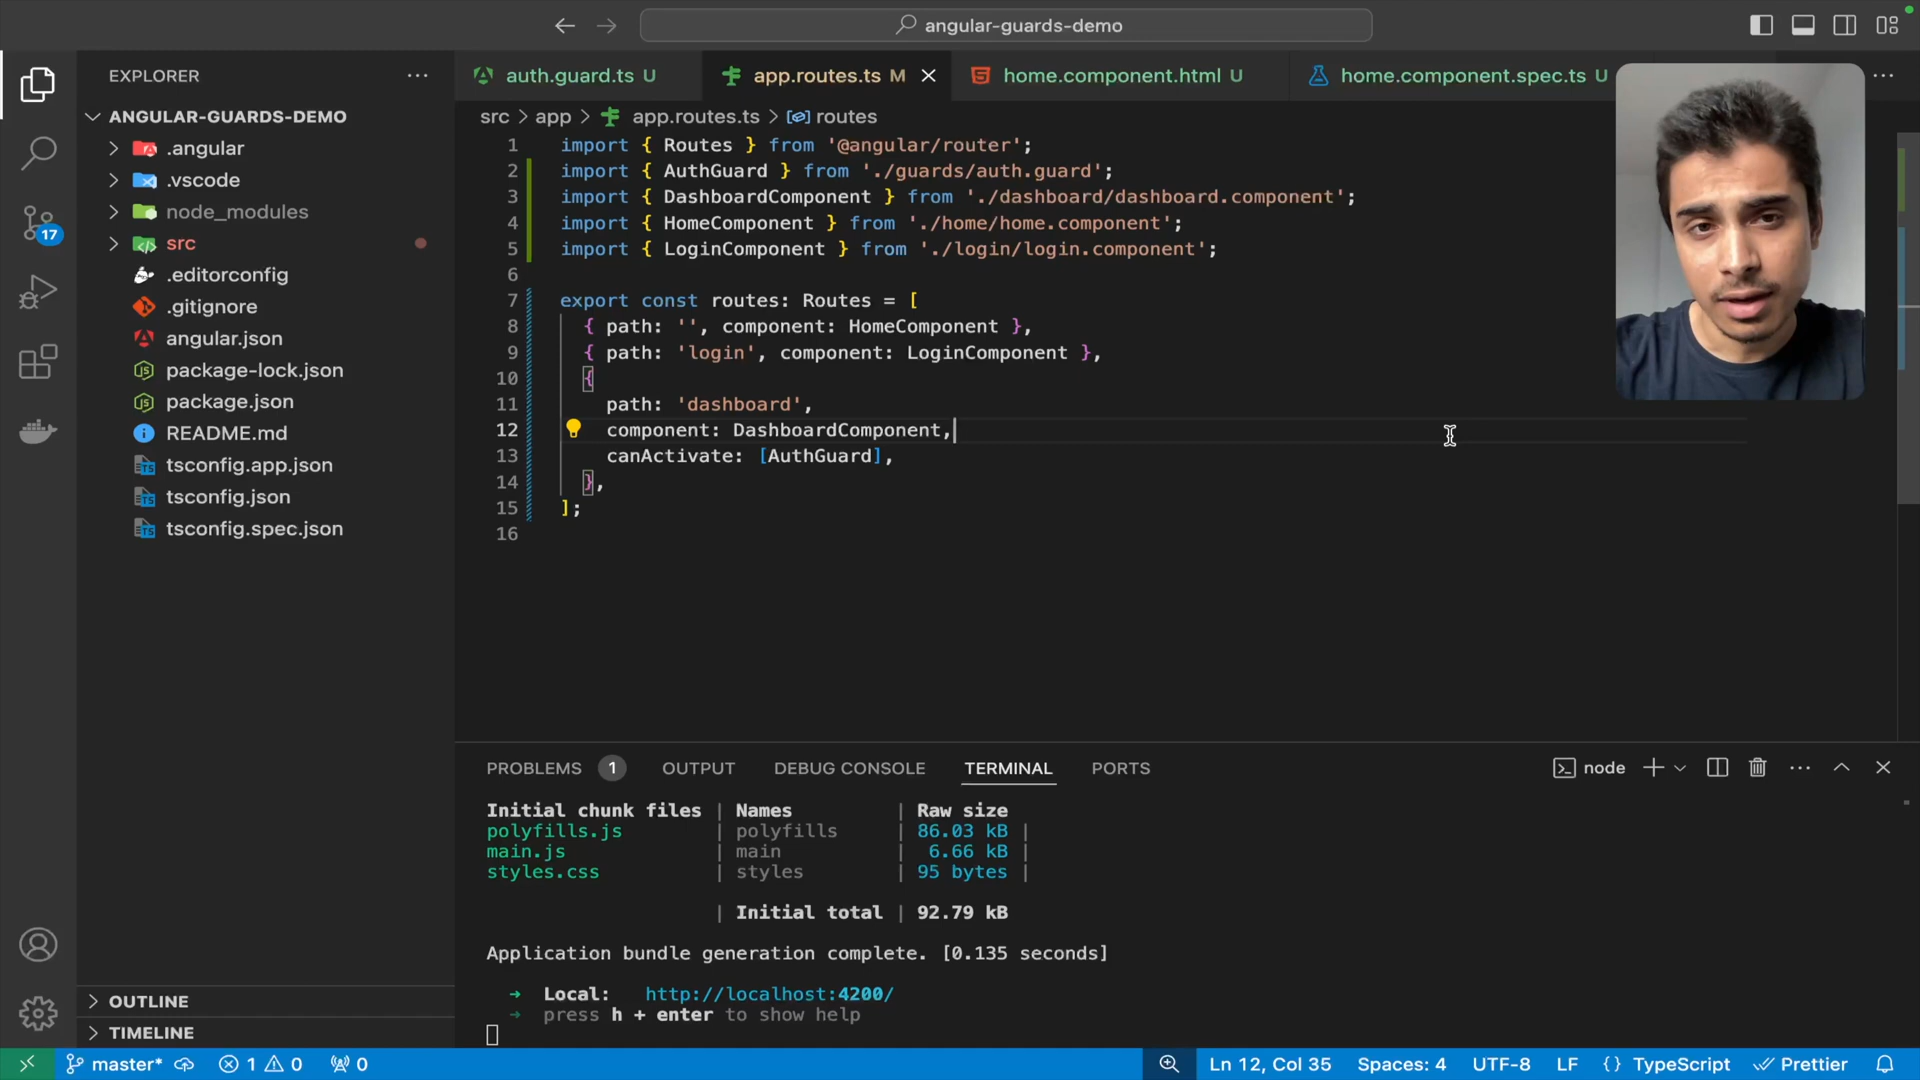 angular-guards-demo
EXPLORER
auth.guard.ts U
app.routes.ts M
home.component.html U
home.component.spec.ts U
src > app > app.routes.ts > routes
ANGULAR-GUARDS-DEMO
.angular
.vscode
node_modules
src
.editorconfig
.gitignore
angular.json
package-lock.json
package.json
README.md
tsconfig.app.json
tsconfig.json
tsconfig.spec.json
OUTLINE
TIMELINE
17
1 import { Routes } from '@angular/router';
2 import { AuthGuard } from './guards/auth.guard';
3 import { DashboardComponent } from './dashboard/dashboard.component';
4 import { HomeComponent } from './home/home.component';
5 import { LoginComponent } from './login/login.component';
6
7 export const routes: Routes = [
8 { path: '', component: HomeComponent },
9 { path: 'login', component: LoginComponent },
10 {
11 path: 'dashboard',
12 component: DashboardComponent,
13 canActivate: [AuthGuard],
14 },
15 ];
16
PROBLEMS 1 OUTPUT DEBUG CONSOLE TERMINAL PORTS
node
Initial chunk files | Names | Raw size
polyfills.js | polyfills | 86.03 kB |
main.js | main | 6.66 kB |
styles.css | styles | 95 bytes |
| Initial total | 92.79 kB
Application bundle generation complete. [0.135 seconds]
➜ Local: http://localhost:4200/
➜ press h + enter to show help
master* 1 0 0 Ln 12, Col 35 Spaces: 4 UTF-8 LF {} TypeScript Prettier